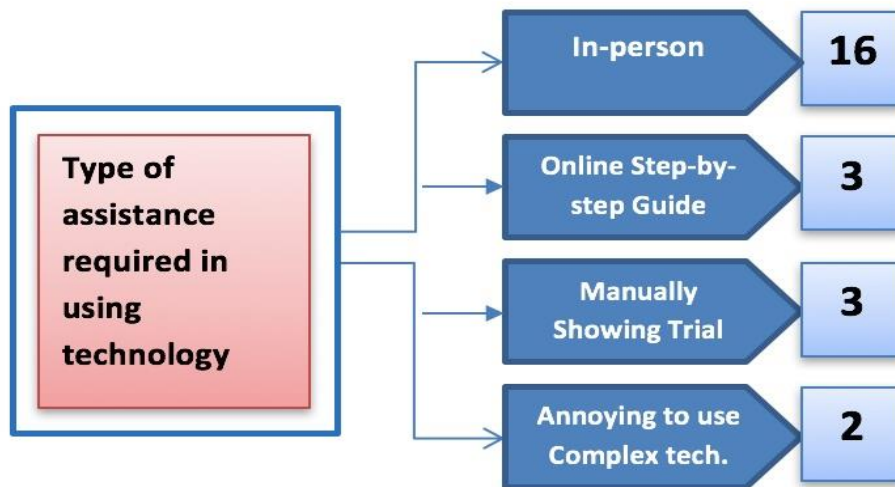 Type of
assistance
required in
using
technology
In-person
16
Online Step-by-
step Guide
3
Manually
Showing Trial
3
Annoying to use
Complex tech.
2